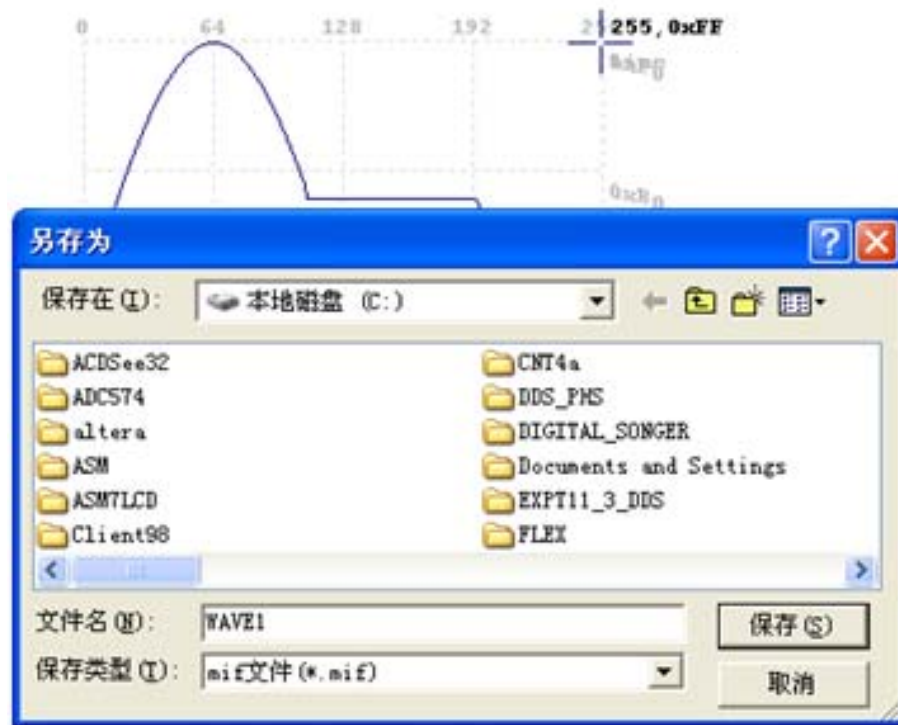 0 64 128 192 255, 0xFF
另存为
保存在(I): 本地磁盘 (C:)
ACDSee32
ADC574
altera
ASM
ASM7LCD
Client98
CNT4a
DDS_PHS
DIGITAL_SONGER
Documents and Settings
EXPT11_3_DDS
FLEX
文件名(N): WAVE1 保存(S)
保存类型(T): mif文件(*.mif) 取消